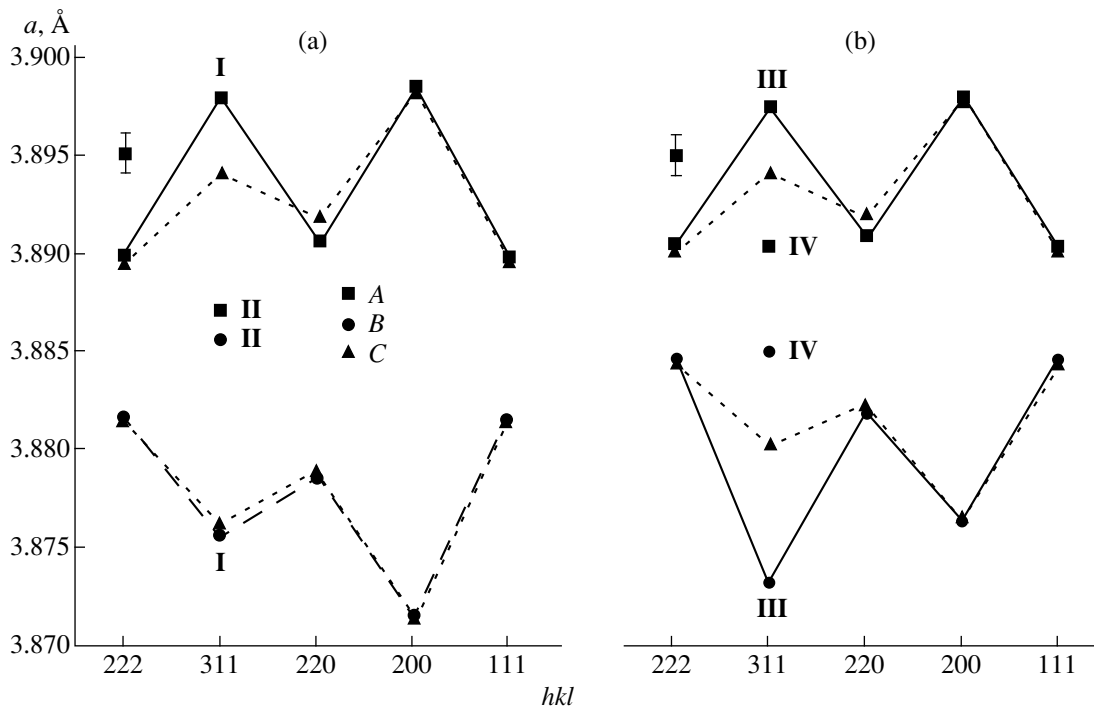 a, Å
(a)
(b)
3.900
3.895
3.890
3.885
3.880
3.875
3.870
I
II
II
I
A
B
C
III
IV
IV
III
222 311 220 200 111
222 311 220 200 111
hkl